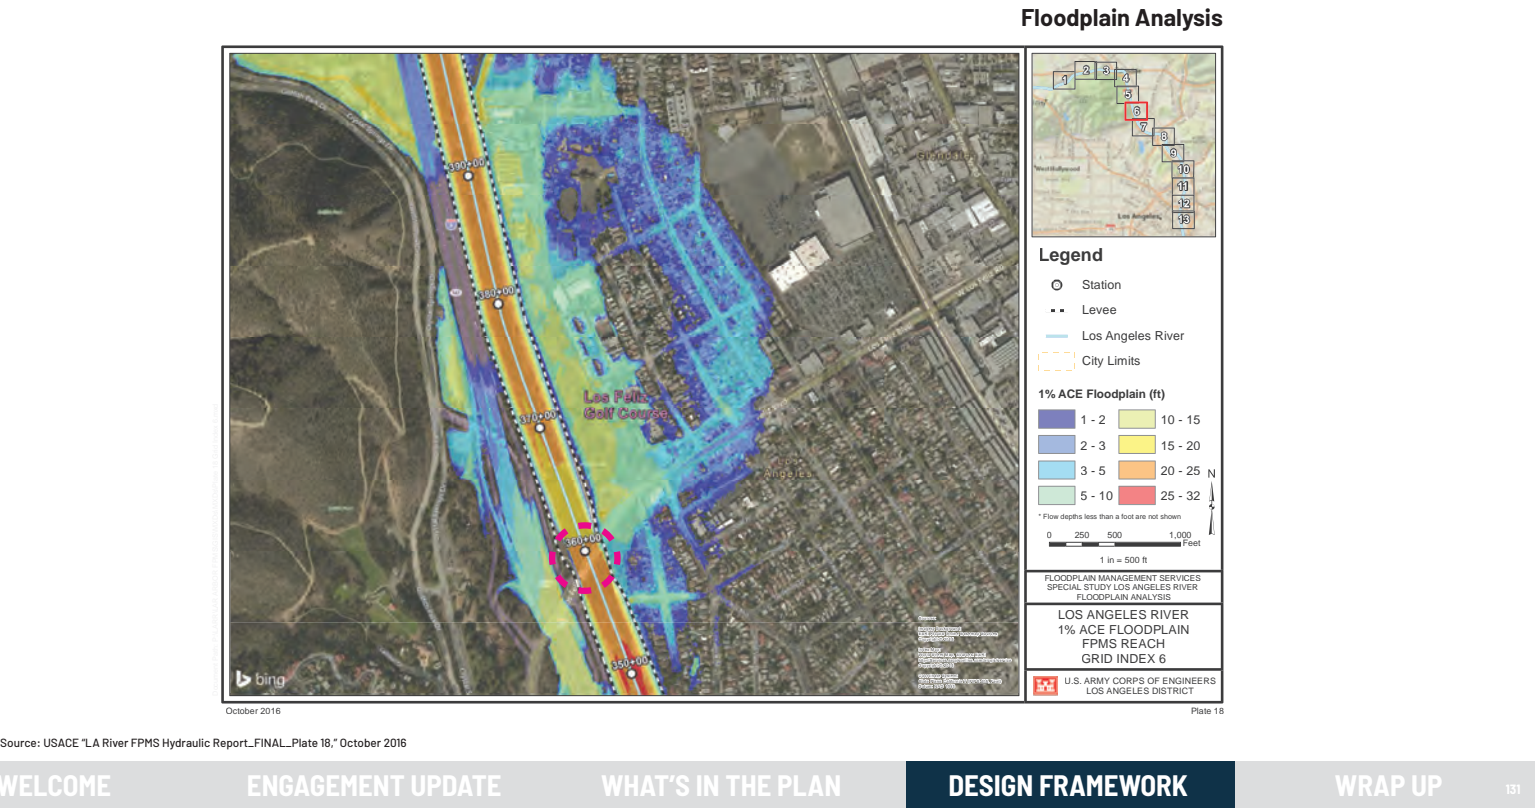 Floodplain Analysis
390+00
380+00
370+00
360+00
350+00
Los Feliz
Golf Course
Glendale
Los
Angeles
bing
1
2
3
4
5
6
7
8
9
10
11
12
13
West Hollywood
Los Angeles
Legend
Station
Levee
Los Angeles River
City Limits
1% ACE Floodplain (ft)
1 - 2
10 - 15
2 - 3
15 - 20
3 - 5
20 - 25
5 - 10
25 - 32
N
* Flow depths less than a foot are not shown
0 250 500 1,000
Feet
1 in = 500 ft
FLOODPLAIN MANAGEMENT SERVICES
SPECIAL STUDY LOS ANGELES RIVER
FLOODPLAIN ANALYSIS
LOS ANGELES RIVER
1% ACE FLOODPLAIN
FPMS REACH
GRID INDEX 6
U.S. ARMY CORPS OF ENGINEERS
LOS ANGELES DISTRICT
October 2016
Plate 18
Source: USACE “LA River FPMS Hydraulic Report_FINAL_Plate 18,” October 2016
WELCOME
ENGAGEMENT UPDATE
WHAT'S IN THE PLAN
DESIGN FRAMEWORK
WRAP UP
131